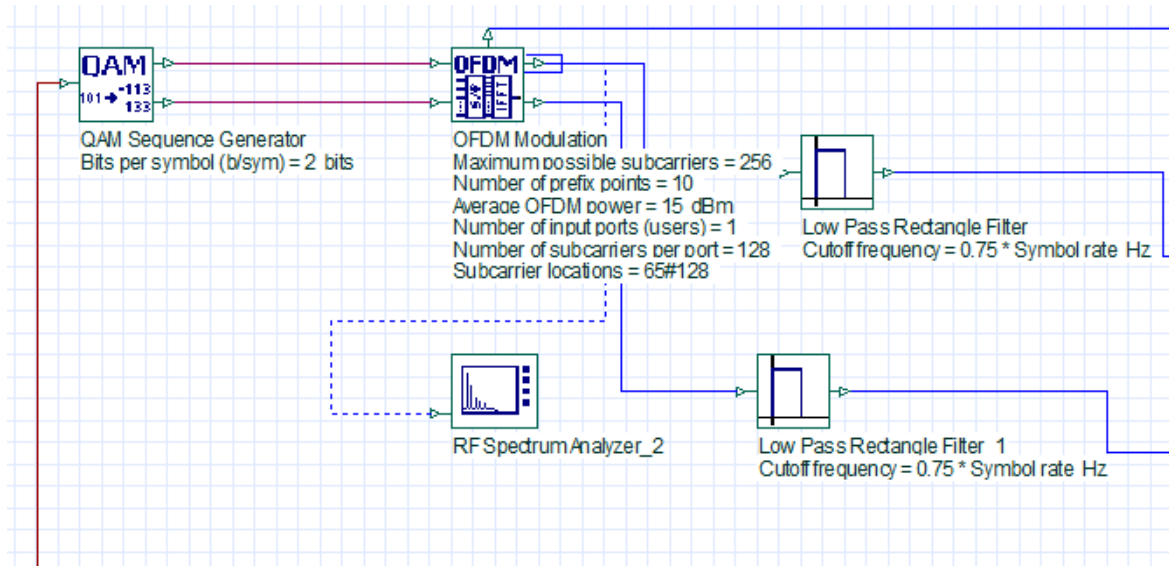 QAM
101 -113
133
QAM Sequence Generator
Bits per symbol (b/sym) = 2 bits
OFDM
S/P
IFFT
OFDM Modulation
Maximum possible subcarriers = 256
Number of prefix points = 10
Average OFDM power = 15 dBm
Number of input ports (users) = 1
Number of subcarriers per port = 128
Subcarrier locations = 65#128
Low Pass Rectangle Filter
Cutoff frequency = 0.75 * Symbol rate Hz
RF Spectrum Analyzer_2
Low Pass Rectangle Filter_1
Cutoff frequency = 0.75 * Symbol rate Hz